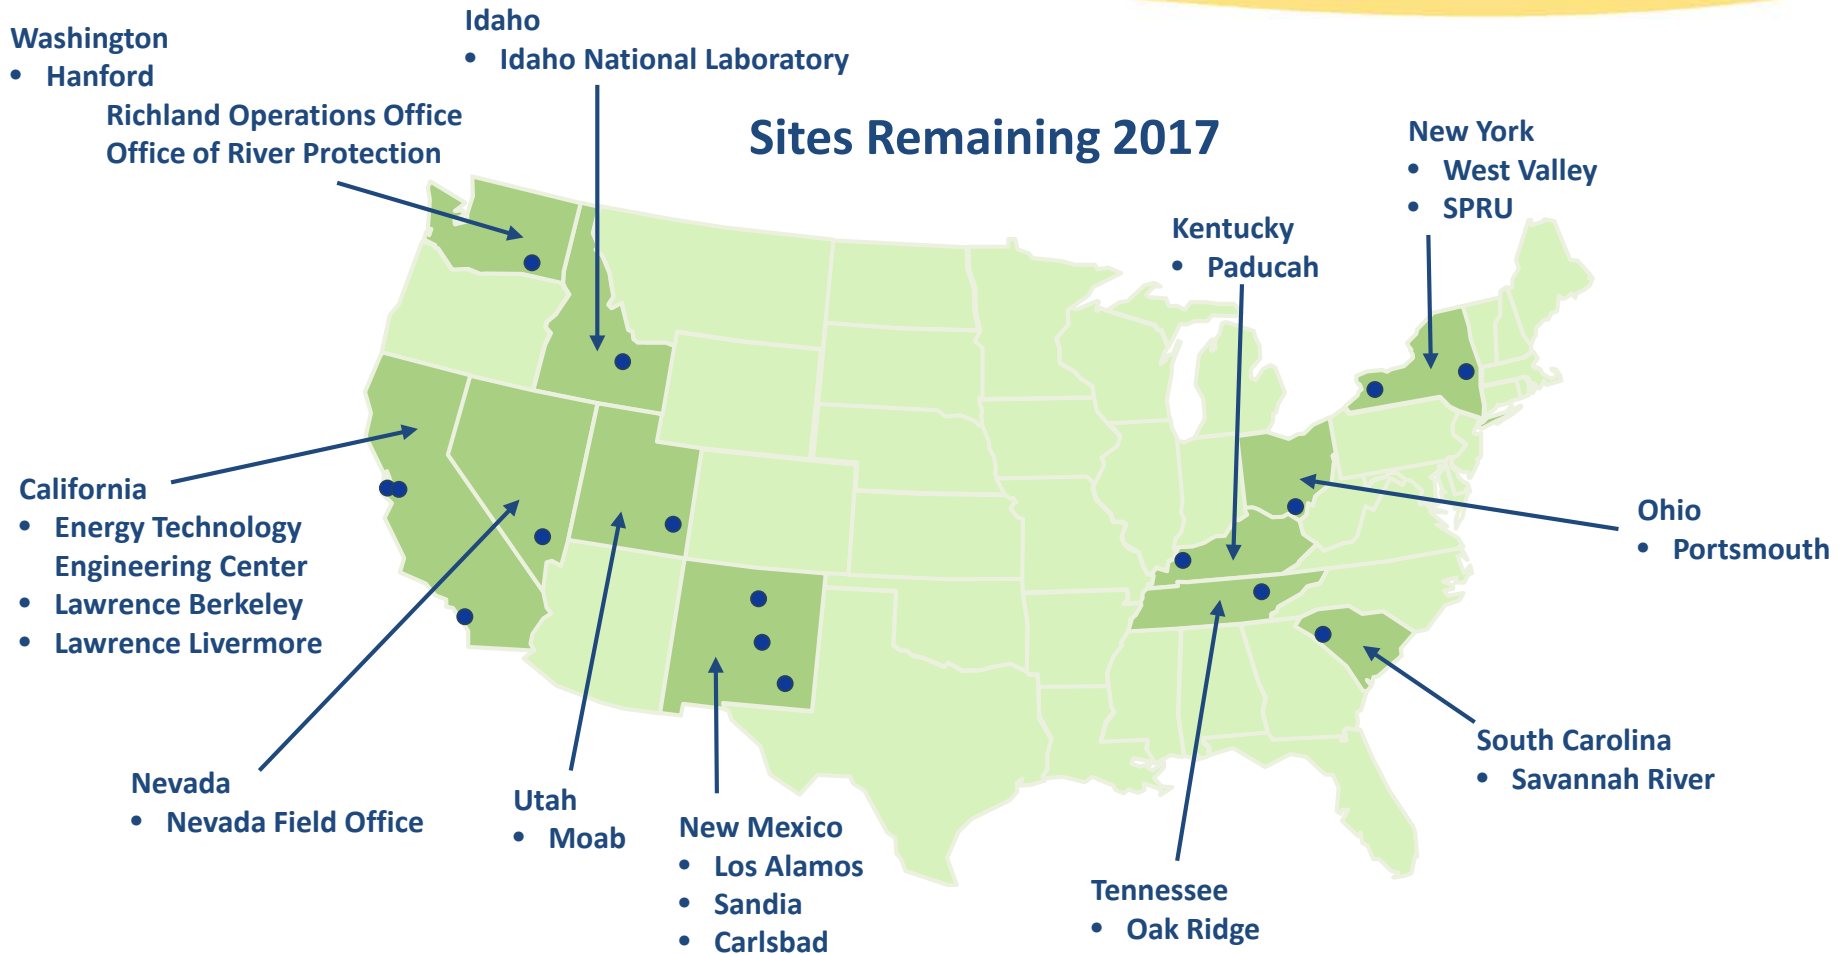 Washington
• Hanford
Richland Operations Office
Office of River Protection
Idaho
• Idaho National Laboratory
Sites Remaining 2017
New York
• West Valley
• SPRU
Kentucky
• Paducah
California
• Energy Technology
Engineering Center
• Lawrence Berkeley
• Lawrence Livermore
Ohio
• Portsmouth
Nevada
• Nevada Field Office
Utah
• Moab
New Mexico
• Los Alamos
• Sandia
• Carlsbad
Tennessee
• Oak Ridge
South Carolina
• Savannah River